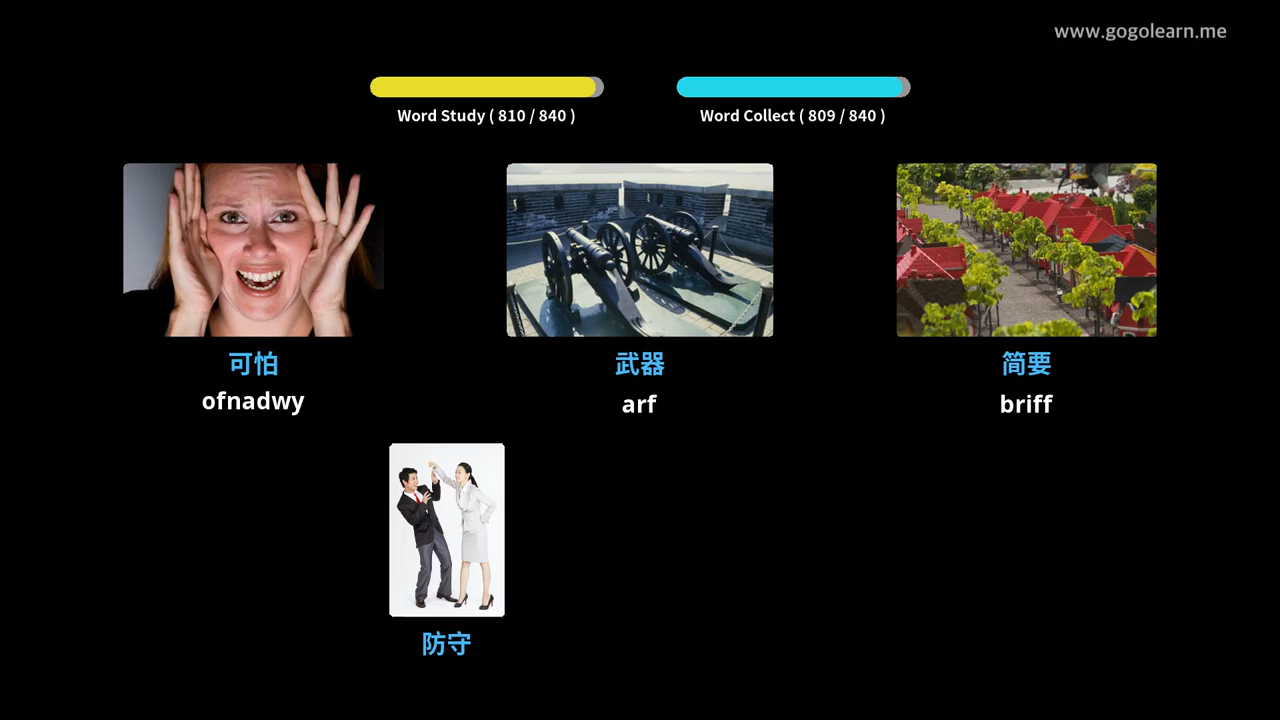 www.gogolearn.me
Word Study ( 810 / 840 )
Word Collect ( 809 / 840 )
可怕
武器
简要
ofnadwy
arf
briff
防守